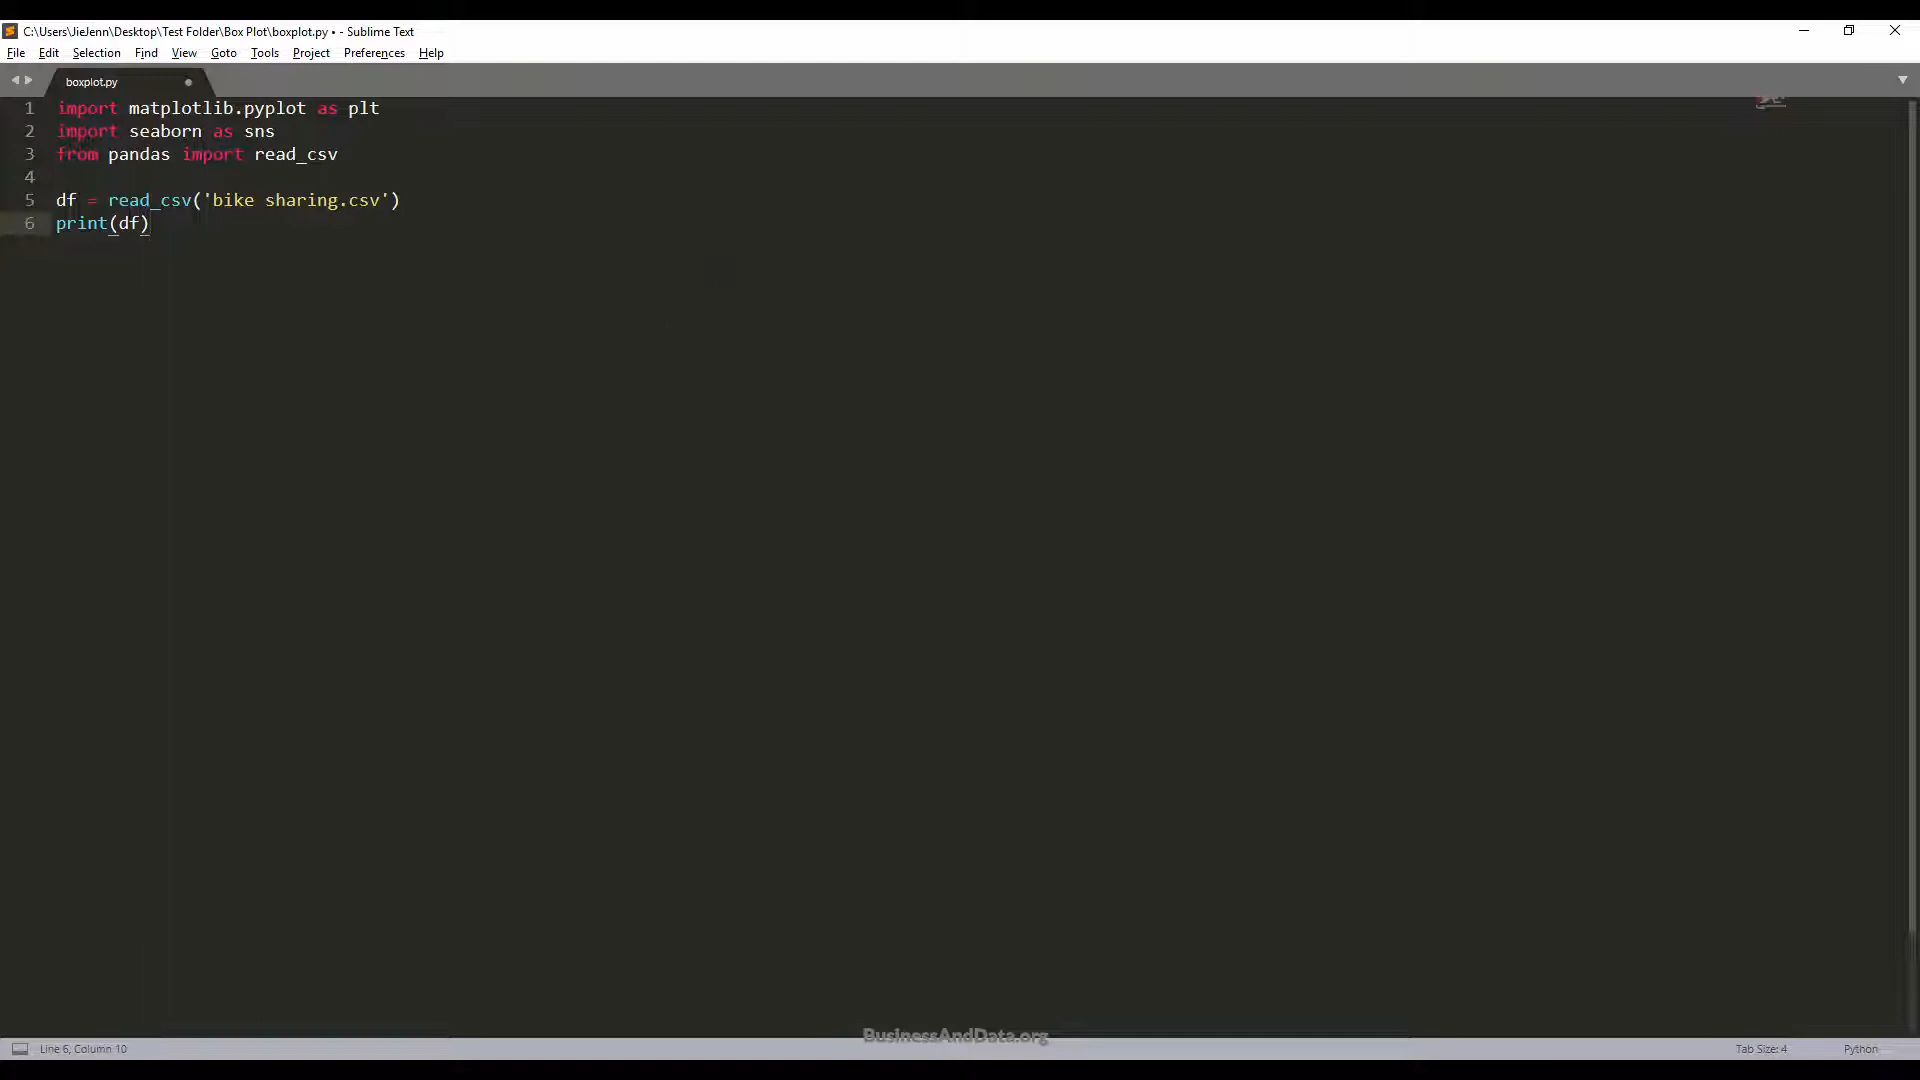 C:\Users\JieJenn\Desktop\Test Folder\Box Plot\boxplot.py • - Sublime Text
File Edit Selection Find View Goto Tools Project Preferences Help
boxplot.py
1 import matplotlib.pyplot as plt
2 import seaborn as sns
3 from pandas import read_csv
4
5 df = read_csv('bike sharing.csv')
6 print(df)
BusinessAndData.org
Line 6, Column 10 Tab Size: 4 Python